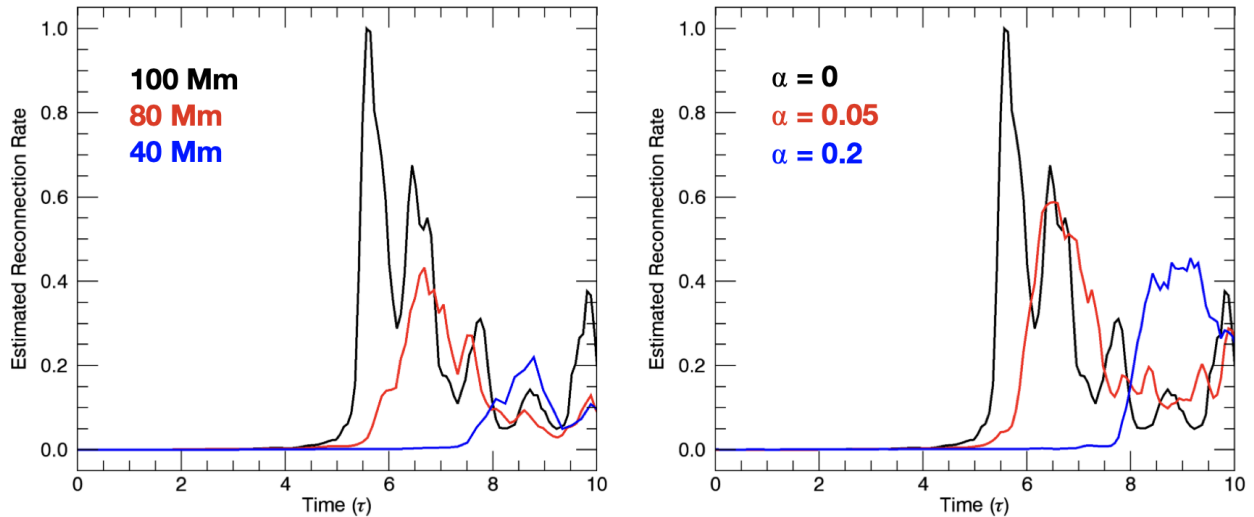 1.0
0.8
0.6
0.4
0.2
0.0
Estimated Reconnection Rate
100 Mm
80 Mm
40 Mm
0 2 4 6 8 10
Time (τ)
1.0
0.8
0.6
0.4
0.2
0.0
Estimated Reconnection Rate
α = 0
α = 0.05
α = 0.2
0 2 4 6 8 10
Time (τ)